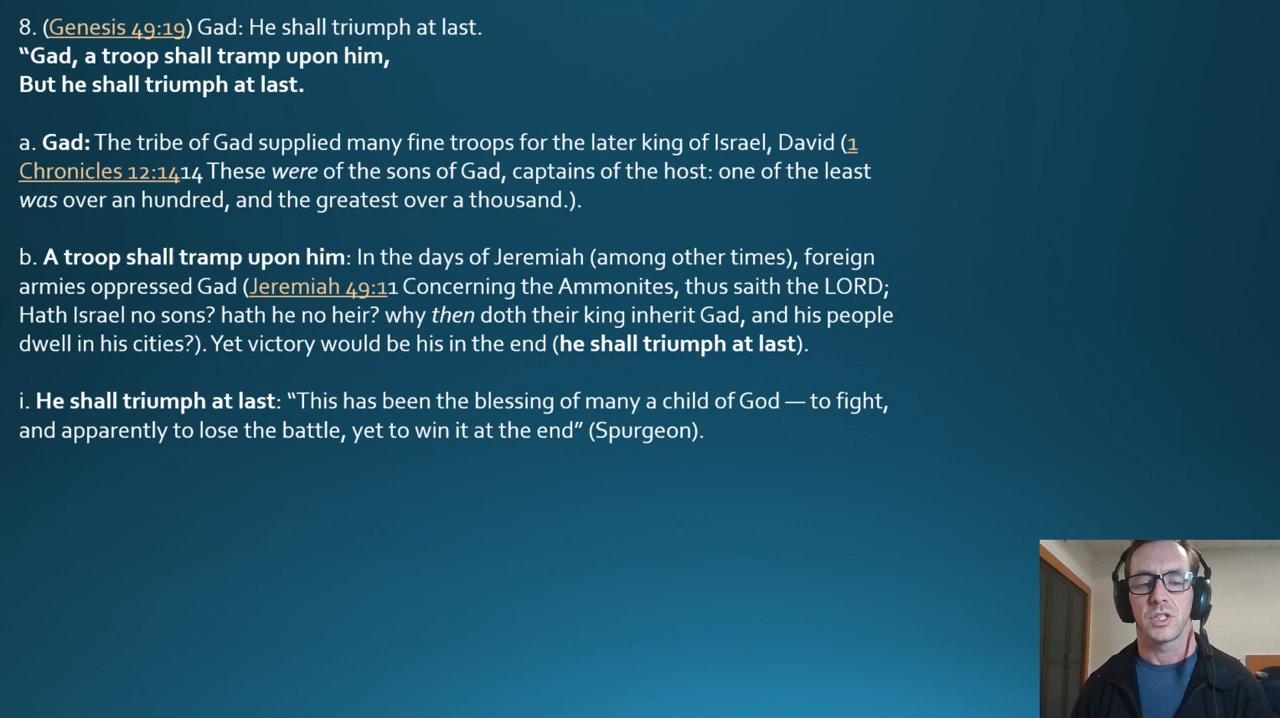 8. (Genesis 49:19) Gad: He shall triumph at last.
“Gad, a troop shall tramp upon him,
But he shall triumph at last.
a. Gad: The tribe of Gad supplied many fine troops for the later king of Israel, David (1
Chronicles 12:1414 These were of the sons of Gad, captains of the host: one of the least
was over an hundred, and the greatest over a thousand.).
b. A troop shall tramp upon him: In the days of Jeremiah (among other times), foreign
armies oppressed Gad (Jeremiah 49:11 Concerning the Ammonites, thus saith the LORD;
Hath Israel no sons? hath he no heir? why then doth their king inherit Gad, and his people
dwell in his cities?). Yet victory would be his in the end (he shall triumph at last).
i. He shall triumph at last: “This has been the blessing of many a child of God — to fight,
and apparently to lose the battle, yet to win it at the end” (Spurgeon).